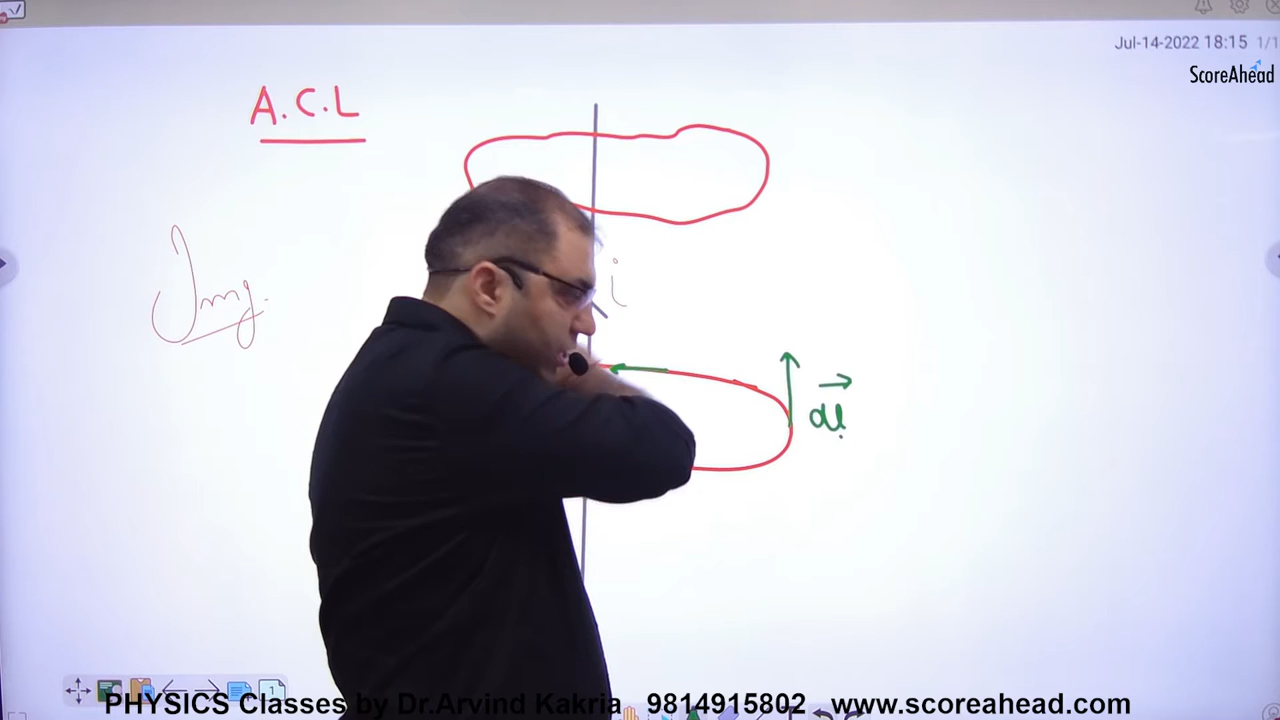 Jul-14-2022 18:15 1/1
ScoreAhead
A.C.L
Img.
i
dl
PHYSICS Classes by Dr.Arvind Kakria 9814915802 www.scoreahead.com